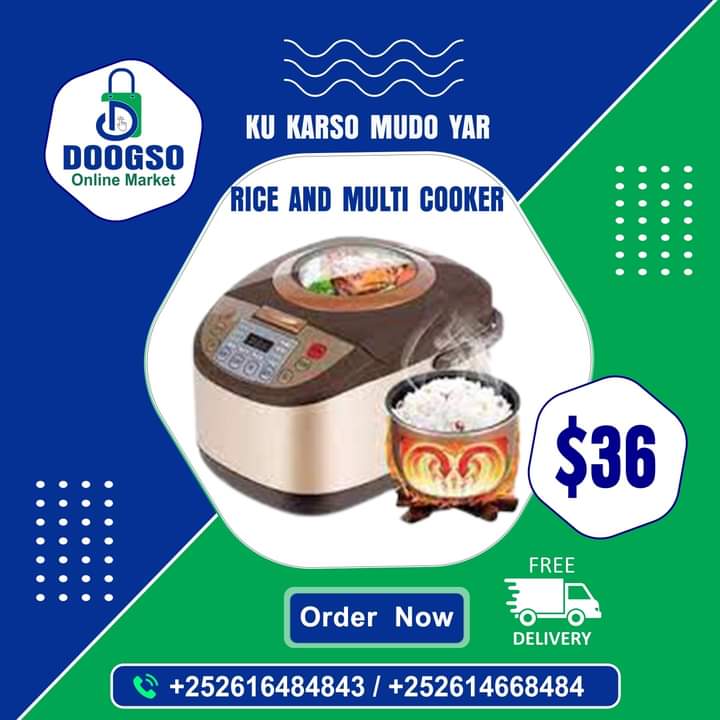 DOOGSO
Online Market
KU KARSO MUDO YAR
RICE AND MULTI COOKER
$36
FREE
DELIVERY
Order Now
+252616484843 / +252614668484